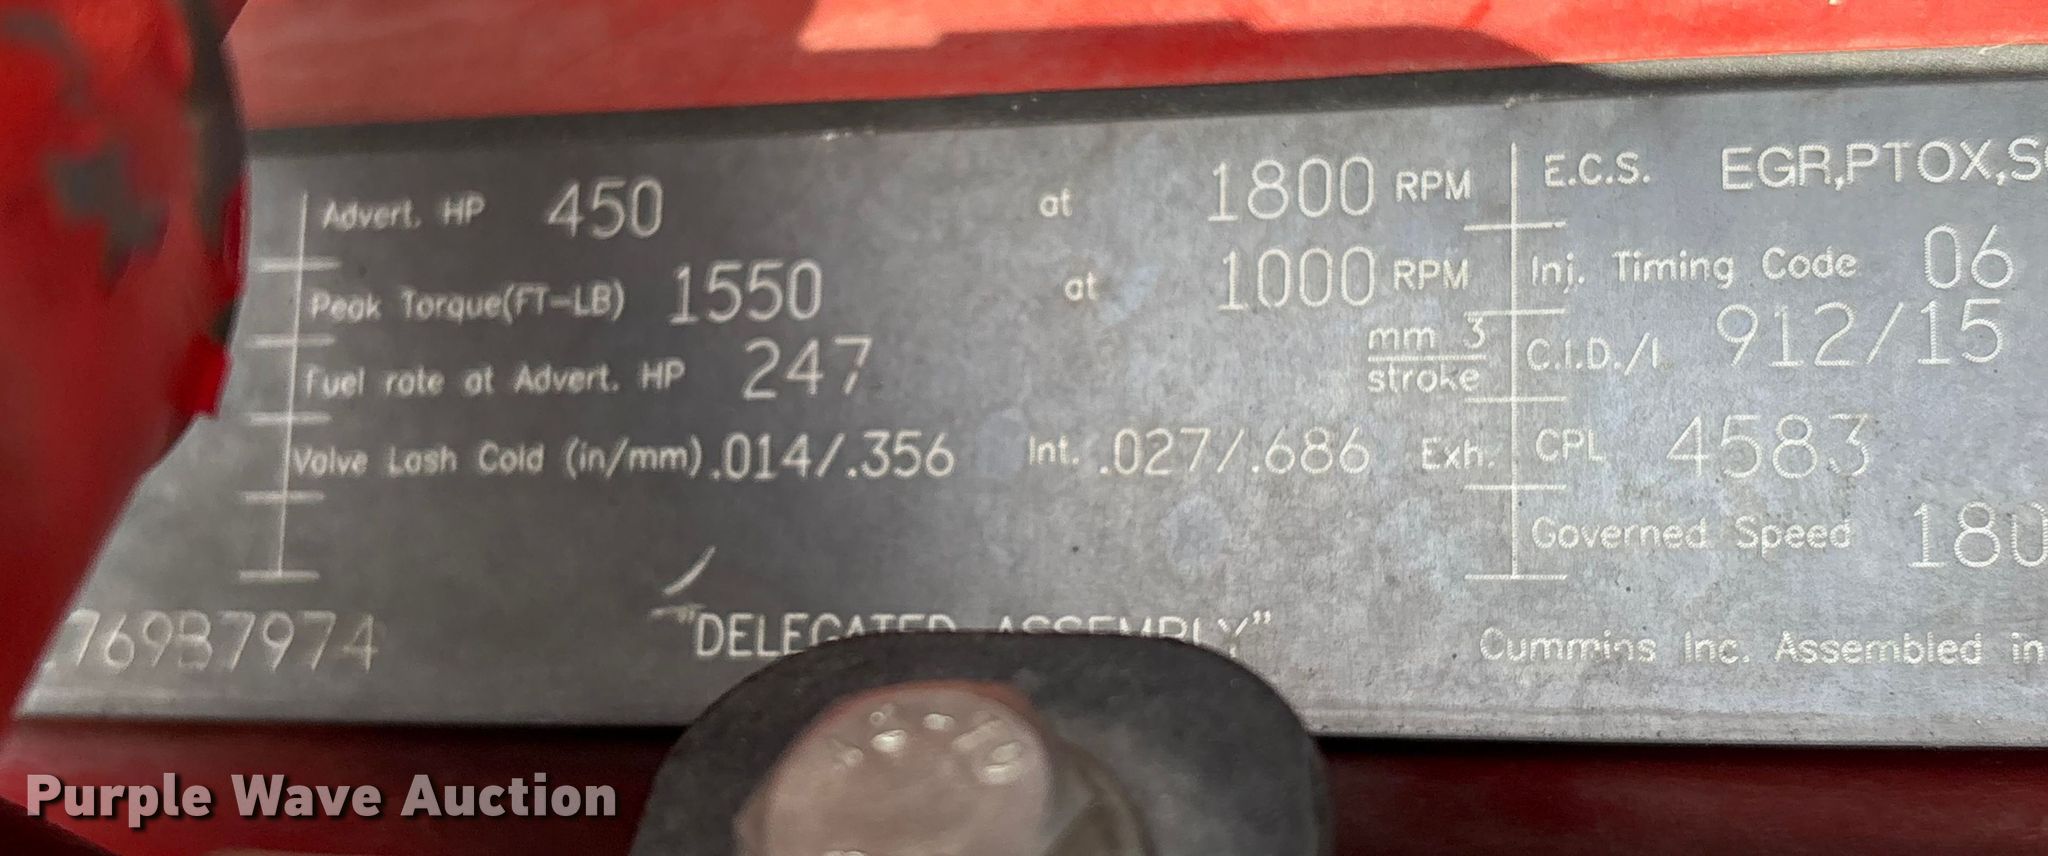 Advert. HP 450 at 1800 RPM
Peak Torque(FT-LB) 1550 at 1000 RPM
Fuel rate at Advert. HP 247 mm 3
stroke
Valve Lash Cold (in/mm) .014/.356 Int. .027/.686 Exh.
E.C.S. EGR,PTOX,
Inj. Timing Code 06
C.I.D./l. 912/15
CPL 4583
Governed Speed 180
769B7974
"DELEGATED ASSEMBLY"
Cummins Inc. Assembled in
Purple Wave Auction